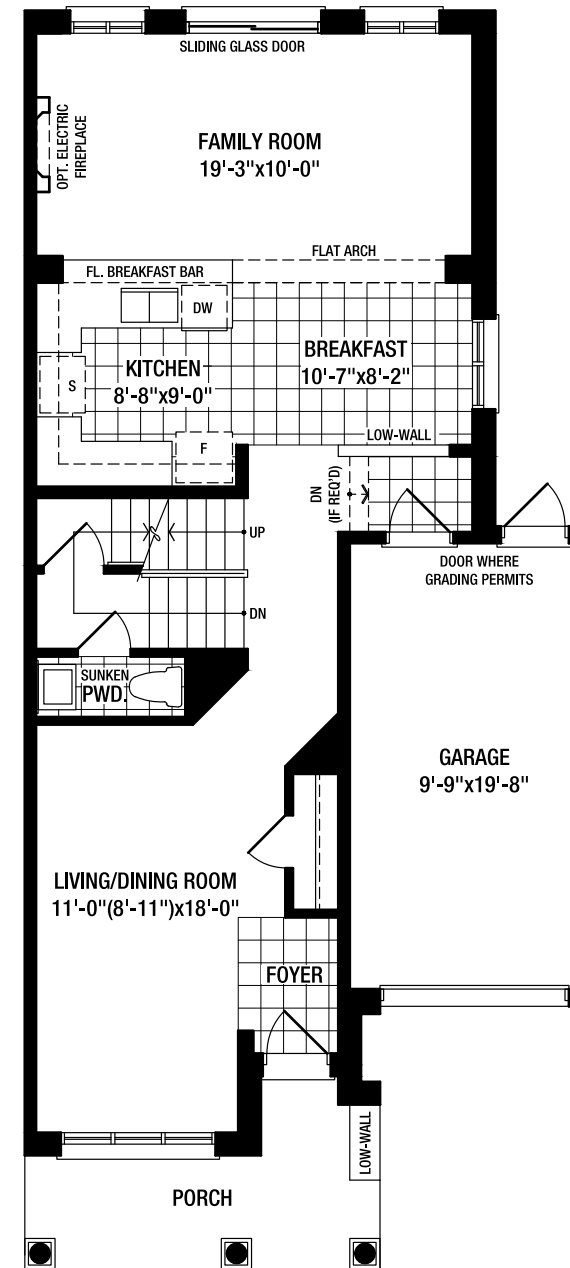 SLIDING GLASS DOOR
OPT. ELECTRIC
FIREPLACE
FAMILY ROOM
19'-3"x10'-0"
FLAT ARCH
FL. BREAKFAST BAR
DW
BREAKFAST
10'-7"x8'-2"
KITCHEN
8'-8"x9'-0"
S
F
LOW-WALL
DN
(IF REQ'D)
UP
DN
DOOR WHERE
GRADING PERMITS
SUNKEN
PWD.
GARAGE
9'-9"x19'-8"
LIVING/DINING ROOM
11'-0"(8'-11")x18'-0"
FOYER
LOW-WALL
PORCH